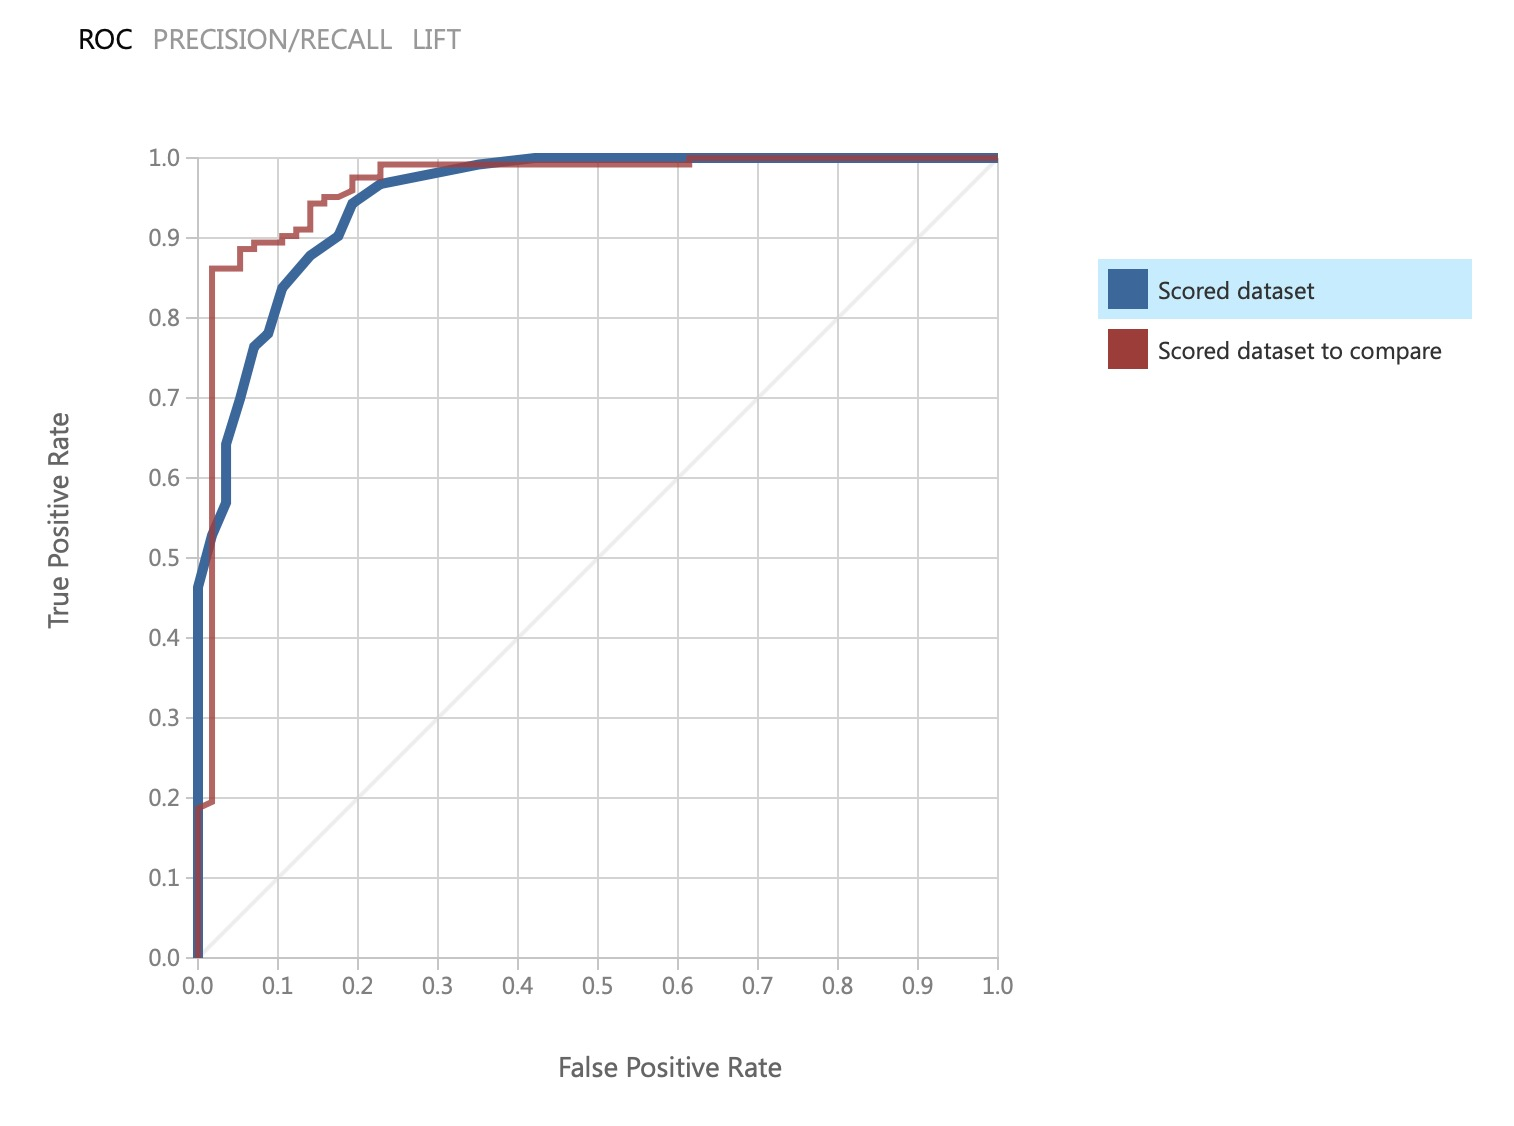 ROC PRECISION/RECALL LIFT
1.0
0.9
0.8
0.7
0.6
0.5
0.4
0.3
0.2
0.1
0.0
True Positive Rate
0.0 0.1 0.2 0.3 0.4 0.5 0.6 0.7 0.8 0.9 1.0
False Positive Rate
Scored dataset
Scored dataset to compare